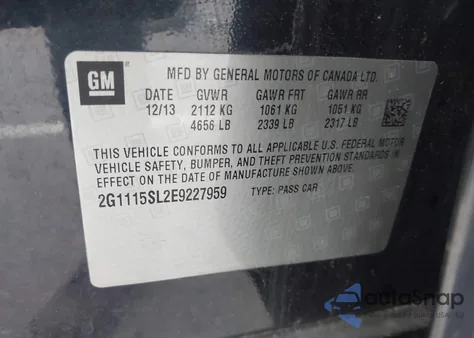 GM
MFD BY GENERAL MOTORS OF CANADA LTD.
DATE GVWR GAWR FRT GAWR RR
12/13 2112 KG 1061 KG 1051 KG
4656 LB 2339 LB 2317 LB
THIS VEHICLE CONFORMS TO ALL APPLICABLE U.S. FEDERAL MOTOR
VEHICLE SAFETY, BUMPER, AND THEFT PREVENTION STANDARDS IN
EFFECT ON THE DATE OF MANUFACTURE SHOWN ABOVE.
2G1115SL2E9227959 TYPE: PASS CAR
autoSnap